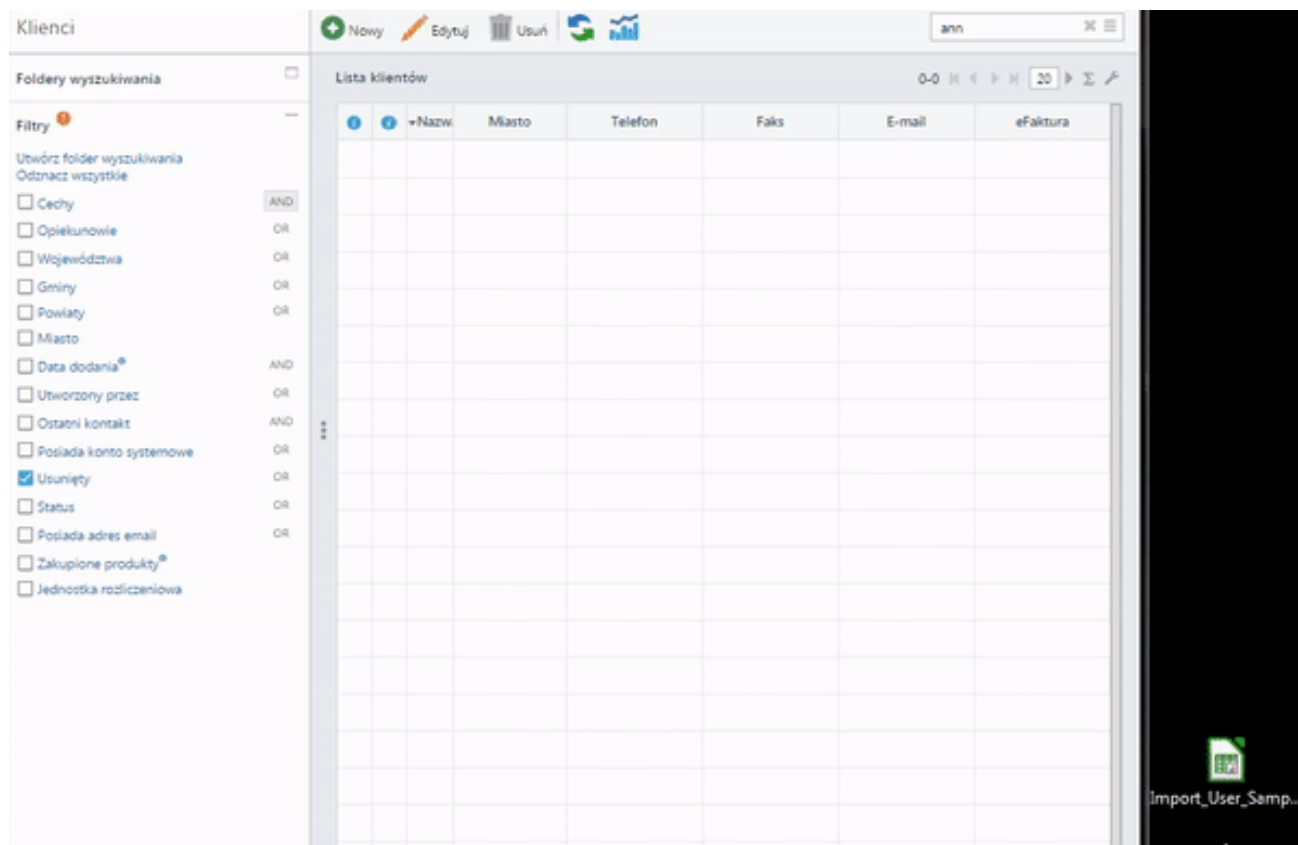 Klienci
Nowy Edytuj Usuń
ann
Foldery wyszukiwania
Lista klientów
0-0 20 Σ
Filtry
Nazw. Miasto Telefon Faks E-mail eFaktura
Utwórz folder wyszukiwania
Odznacz wszystkie
Cechy AND
Opiekunowie OR
Województwa OR
Gminy OR
Powiaty OR
Miasto
Data dodania AND
Utworzony przez OR
Ostatni kontakt AND
Posiada konto systemowe OR
Usunięty OR
Status OR
Posiada adres email OR
Zakupione produkty
Jednostka rozliczeniowa
Import_User_Samp...